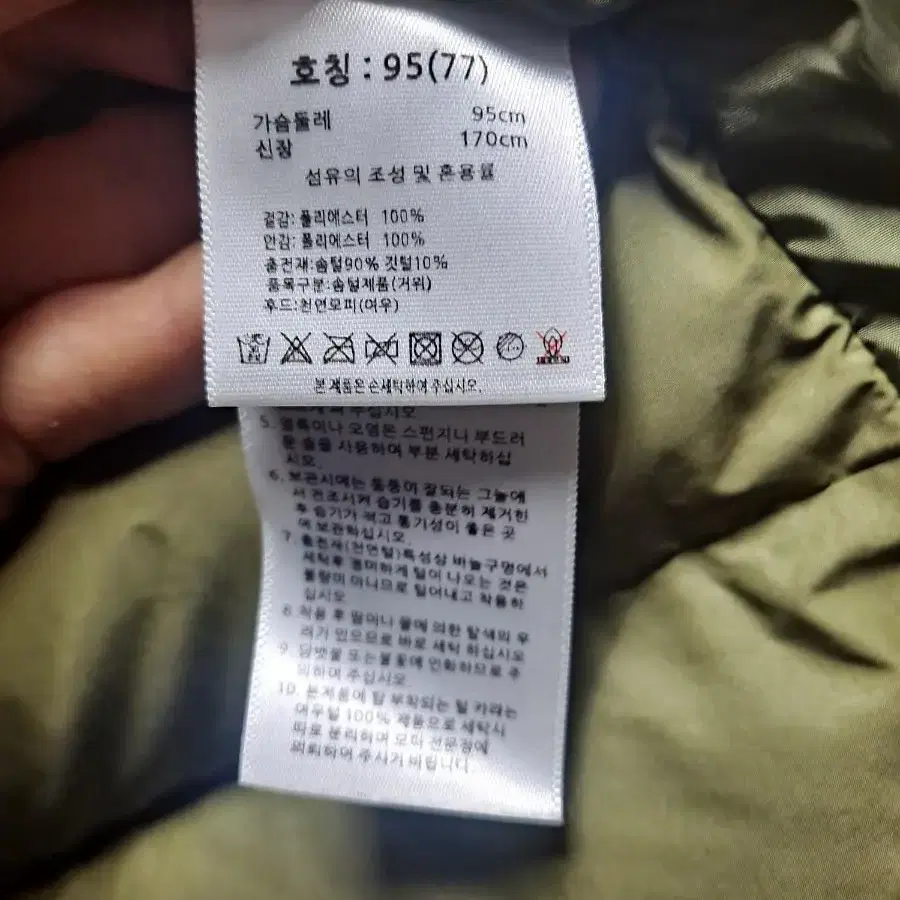 호칭 : 95(77)
가슴둘레 95cm
신장 170cm
섬유의 조성 및 혼용률
겉감: 폴리에스터 100%
안감: 폴리에스터 100%
충전재:솜털90% 깃털10%
품목구분:솜털제품(거위)
후드:천연모피(여우)
본 제품은 손세탁하여 주십시오.
주십시오
5. 얼룩이나 오염은 스펀지나 부드러
운 솔을 사용하여 부분 세탁하십
시오.
6. 보관시에는 통풍이 잘되는 그늘에
서 건조시켜 습기를 충분히 제거한
후 습기가 적고 통기성이 좋은 곳
에 보관하십시오.
7. 충전재(천연털)특성상 바늘구멍에서
세탁후 경미하게 털이 나오는 것은
불량이 아니므로 털어내고 착용하
십시오
8. 착용 후 땀이나 물에 의한 탈색의 우
려가 있으므로 바로 세탁 하십시오
9. 담뱃불 또는불꽃에 인화하므로 주
의하여 주십시오
10. 본제품에 탈 부착되는 털 카라는
여우털 100% 제품으로 세탁시
따로 분리하여 모피 전문점에
의뢰하여 주시기 바랍니다